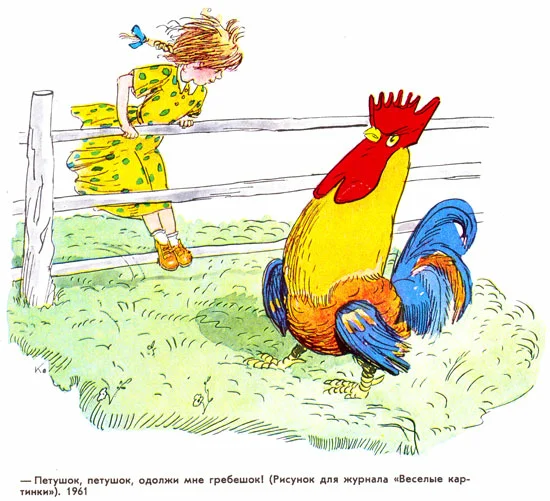 — Петушок, петушок, одолжи мне гребешок! (Рисунок для журнала «Веселые кар-
тинки»). 1961